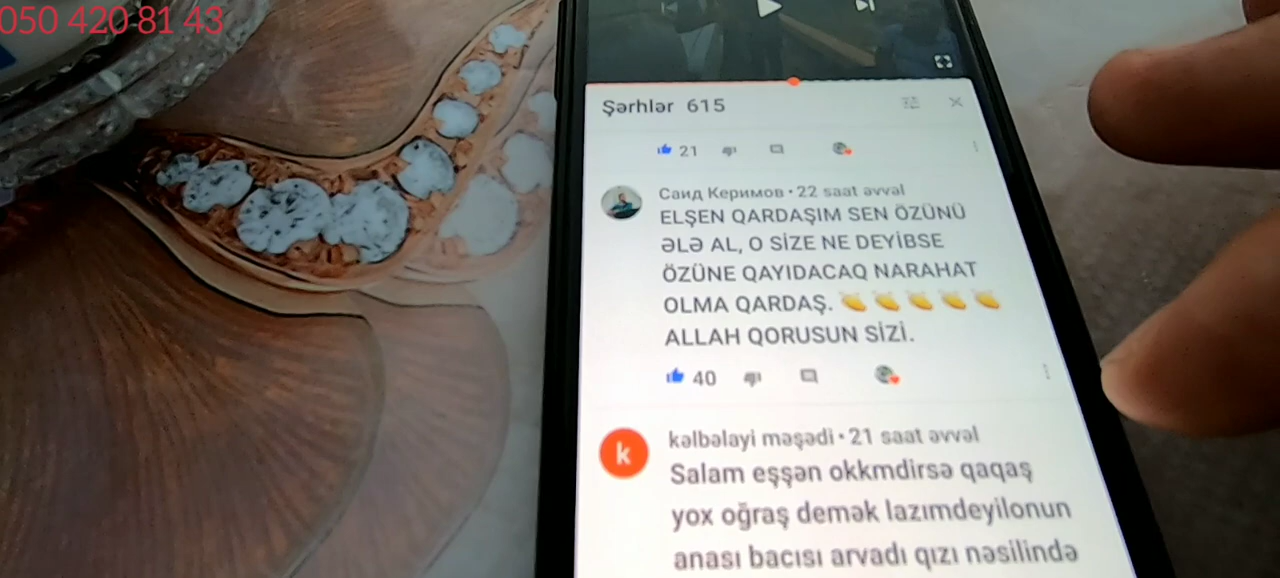 050 420 81 43
Şərhlər 615
21
Саид Керимов • 22 saat əvvəl
ELŞEN QARDAŞIM SEN ÖZÜNÜ
ƏLƏ AL, O SİZE NE DEYİBSE
ÖZÜNE QAYIDACAQ NARAHAT
OLMA QARDAŞ. 👏👏👏👏👏
ALLAH QORUSUN SİZİ.
40
k
kəlbəlayi məşədi • 21 saat əvvəl
Salam eşşən okkmdirsə qaqaş
yox oğraş demək lazımdeyilonun
anası bacısı arvadı qızı nəsilində